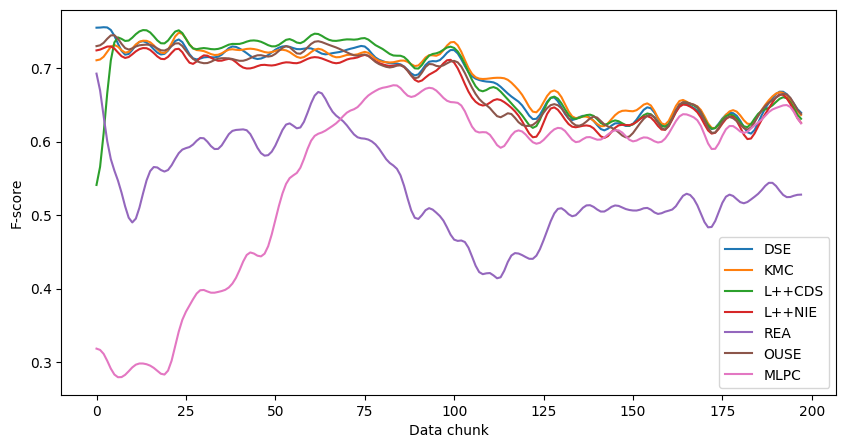 F-score
0.7
0.6
0.5
0.4
0.3
0
25
50
75
100
125
150
175
200
Data chunk
DSE
KMC
L++CDS
L++NIE
REA
OUSE
MLPC